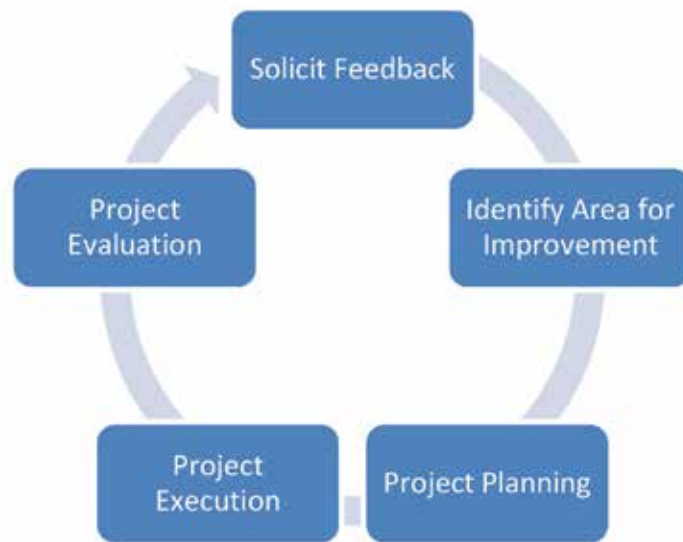 Solicit Feedback
Identify Area for
Improvement
Project Planning
Project
Execution
Project
Evaluation